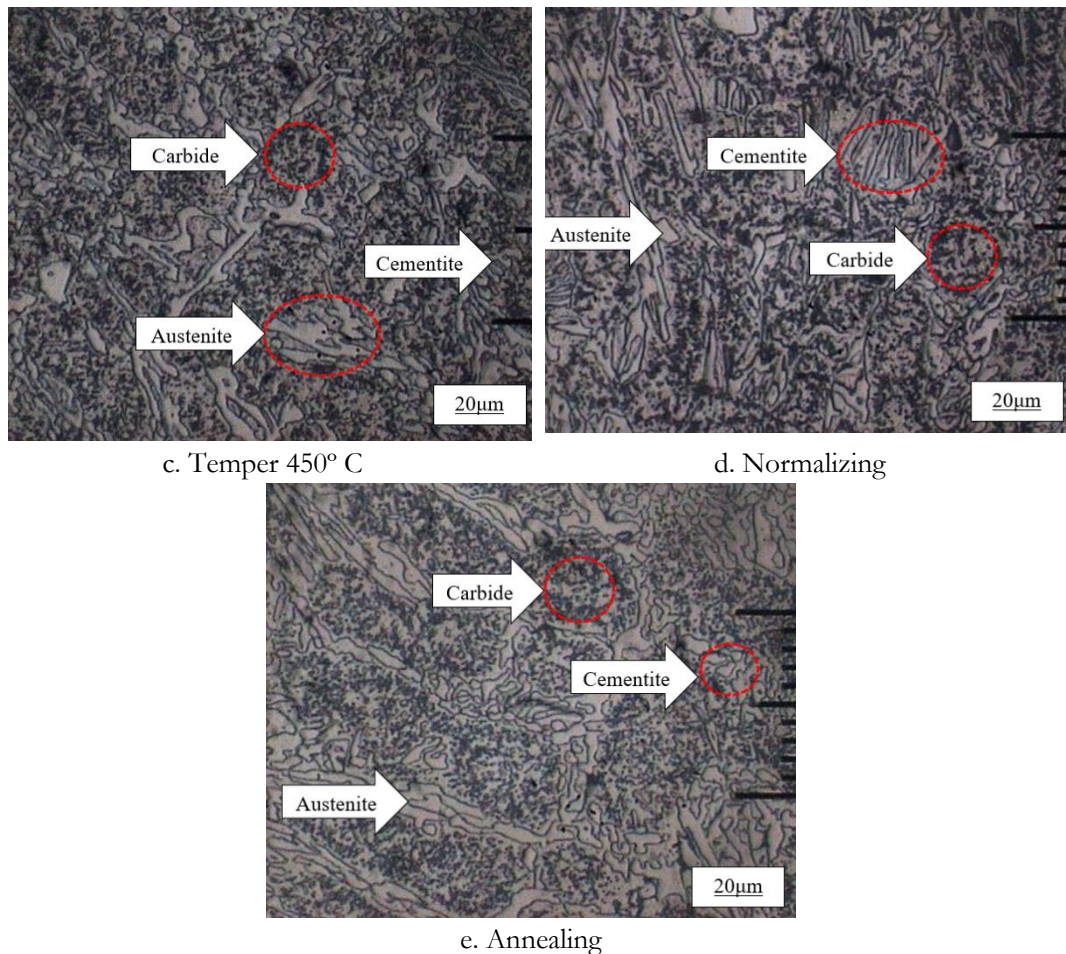 Carbide
Cementite
Austenite
20μm
c. Temper 450º C
Cementite
Austenite
Carbide
20μm
d. Normalizing
Carbide
Cementite
Austenite
20μm
e. Annealing